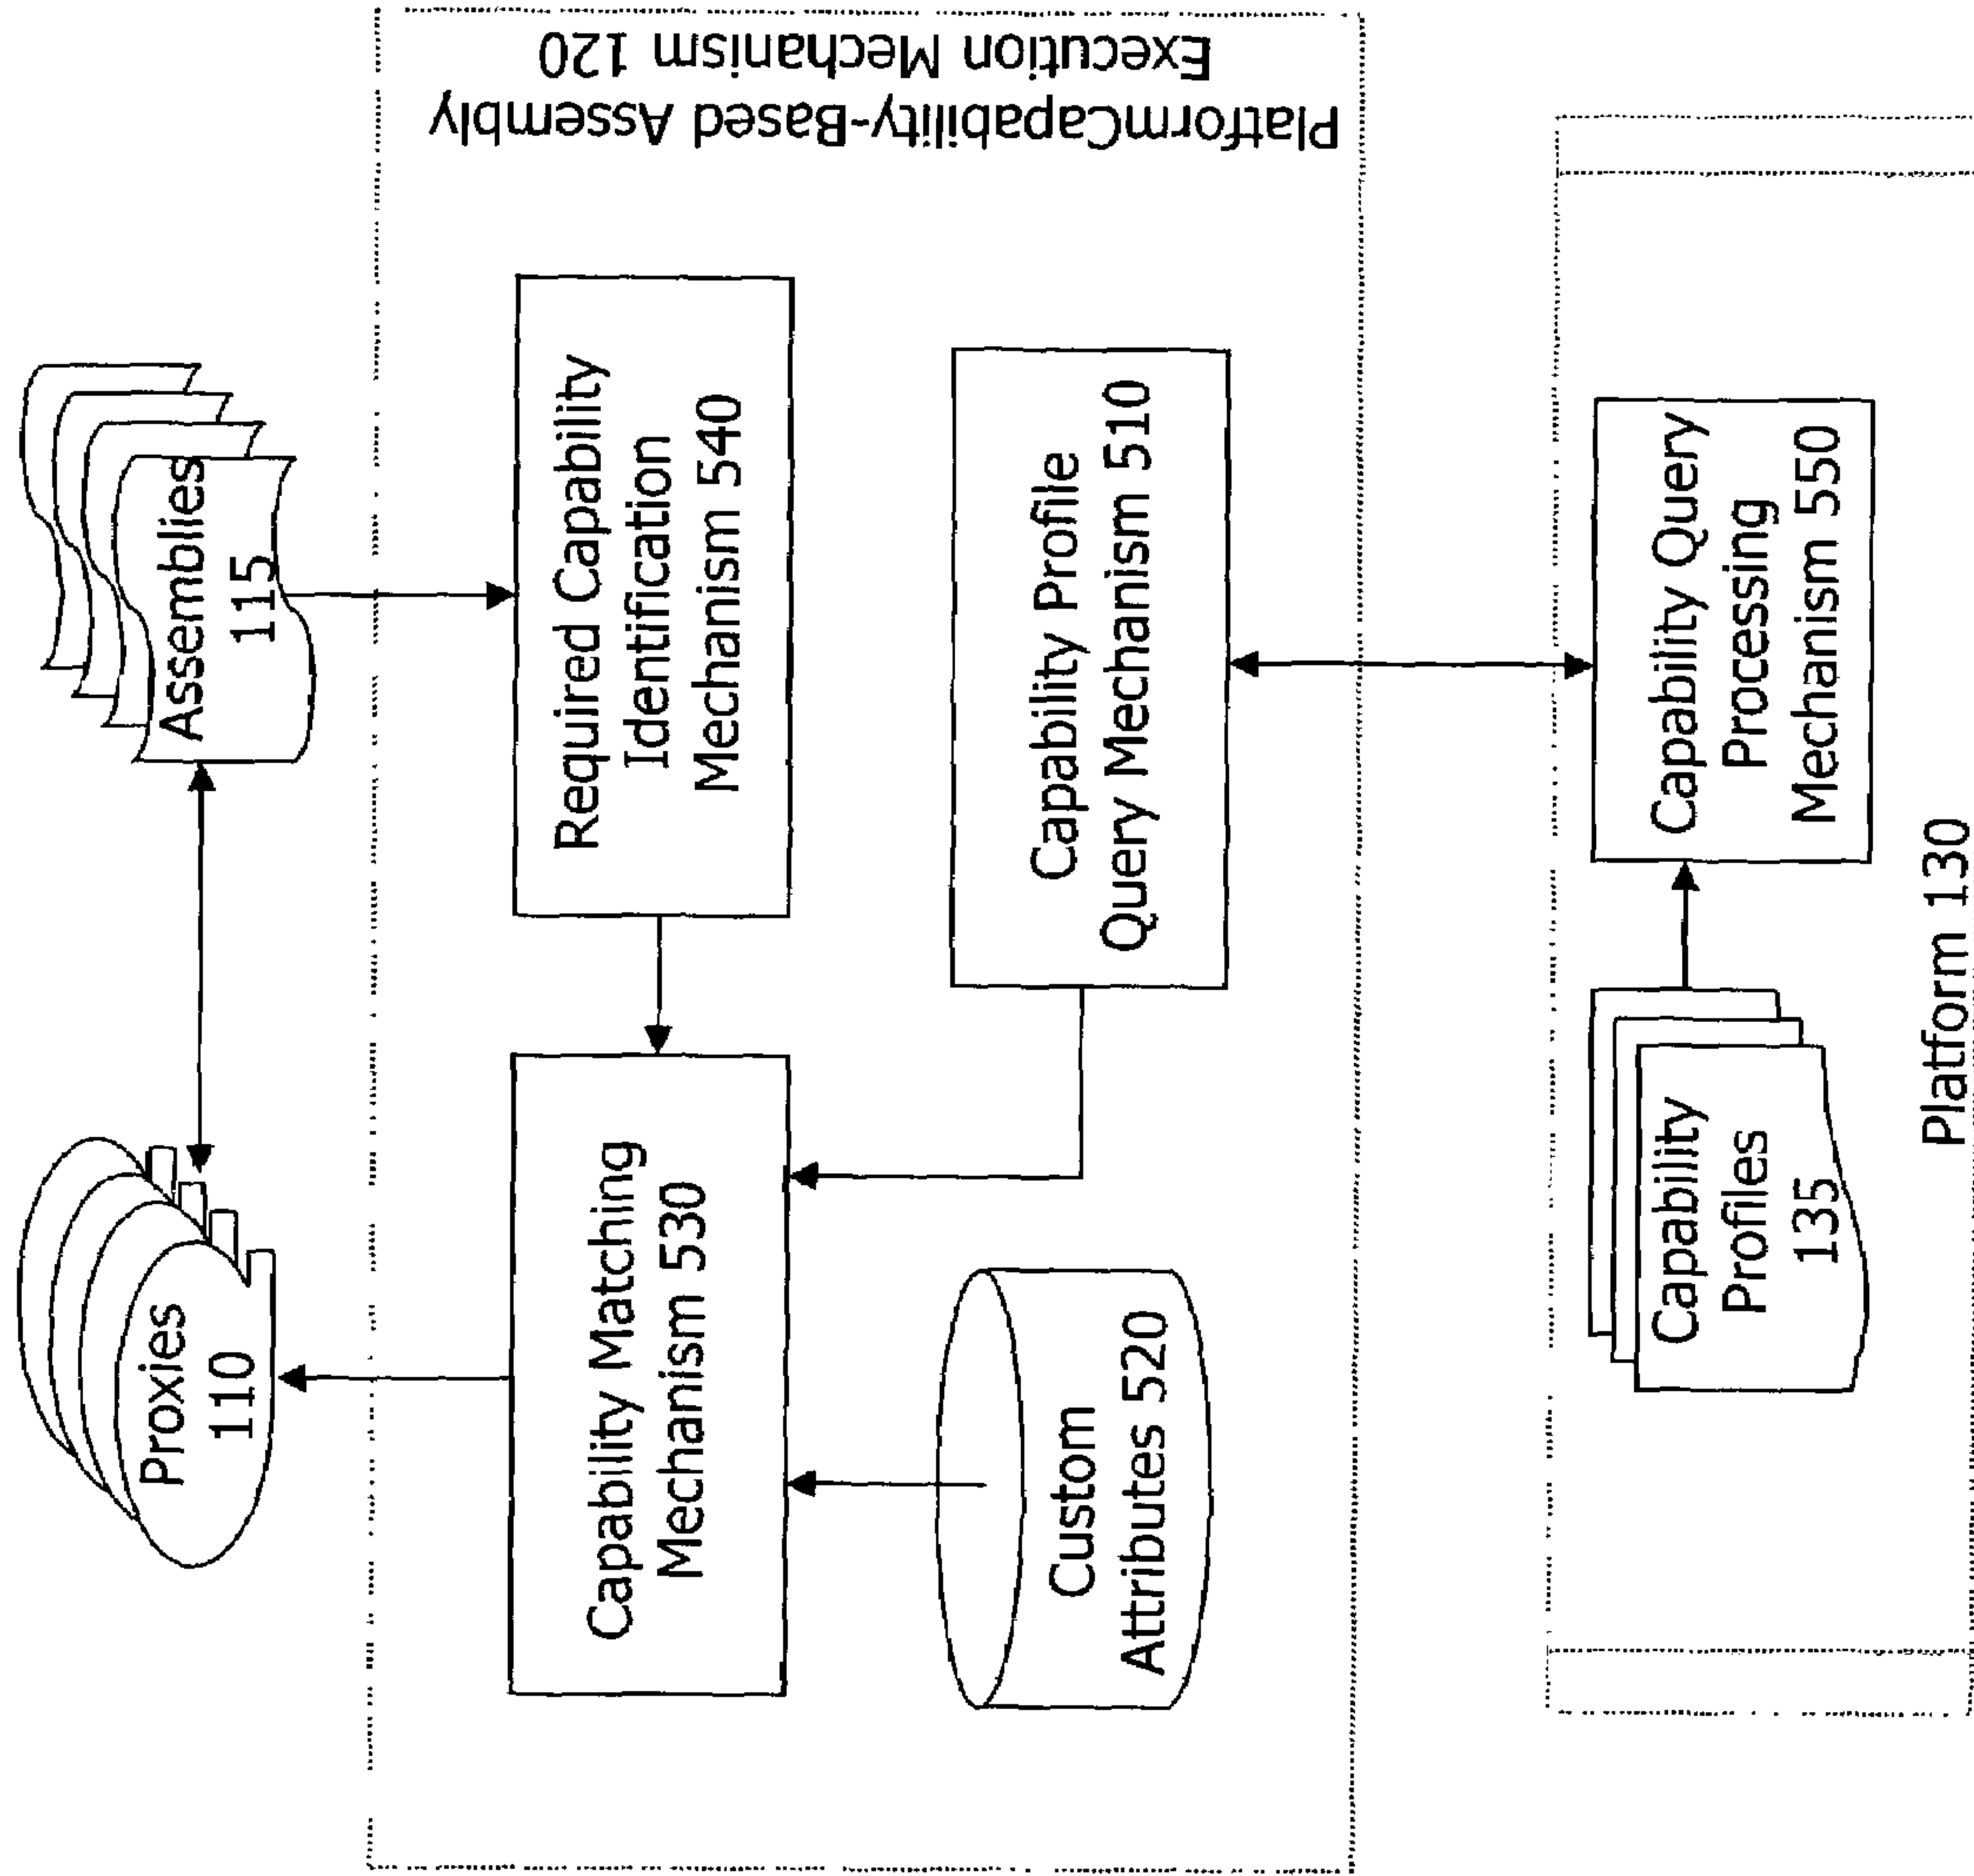 Proxies
110
Assemblies
115
PlatformCapability-Based Assembly
Execution Mechanism 120
Capability Matching
Mechanism 530
Required Capability
Identification
Mechanism 540
Custom
Attributes 520
Capability Profile
Query Mechanism 510
Capability
Profiles
135
Capability Query
Processing
Mechanism 550
Platform 130